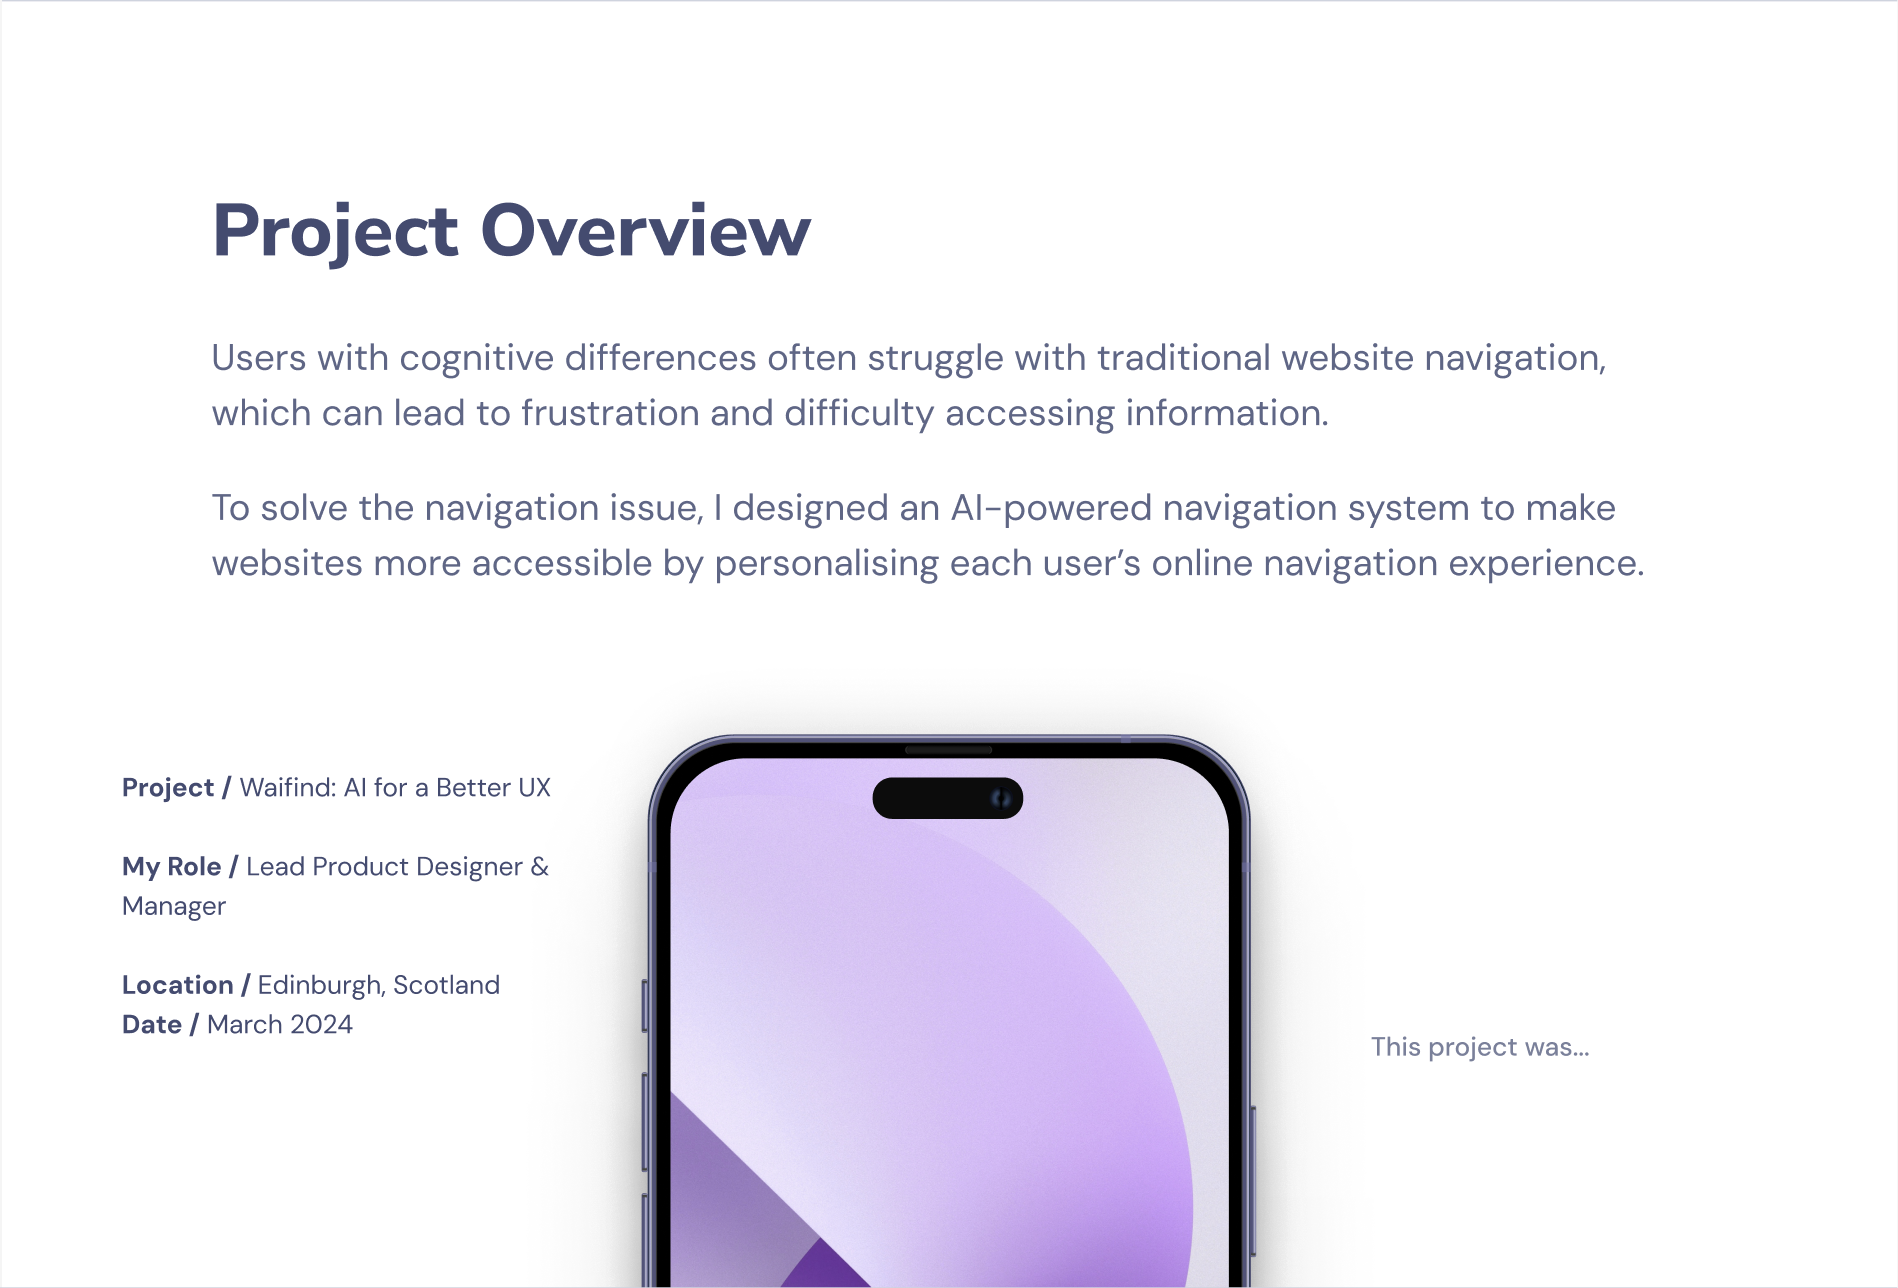 Project Overview
Users with cognitive differences often struggle with traditional website navigation,
which can lead to frustration and difficulty accessing information.
To solve the navigation issue, I designed an AI-powered navigation system to make
websites more accessible by personalising each user’s online navigation experience.
Project / Waifind: AI for a Better UX
My Role / Lead Product Designer &
Manager
Location / Edinburgh, Scotland
Date / March 2024
This project was...